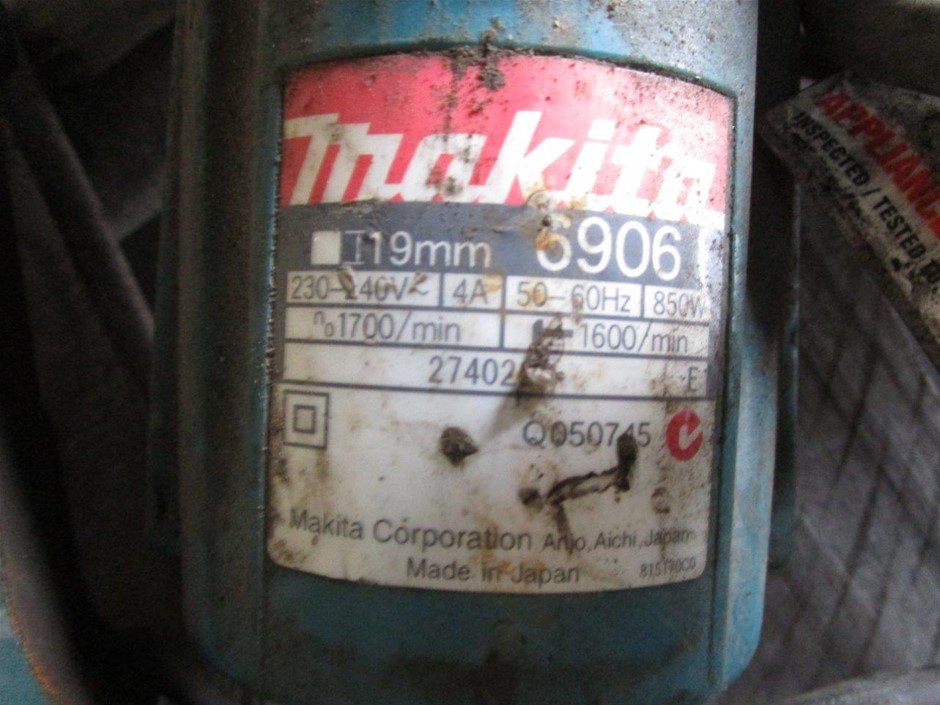 makita
19mm 6906
230-240V~ 4A 50-60Hz 850W
n₀1700/min 1600/min
27402 E
Q050745
Makita Corporation Anjo, Aichi, Japan
Made in Japan
APPLIANCE
INSPECTED / TESTED